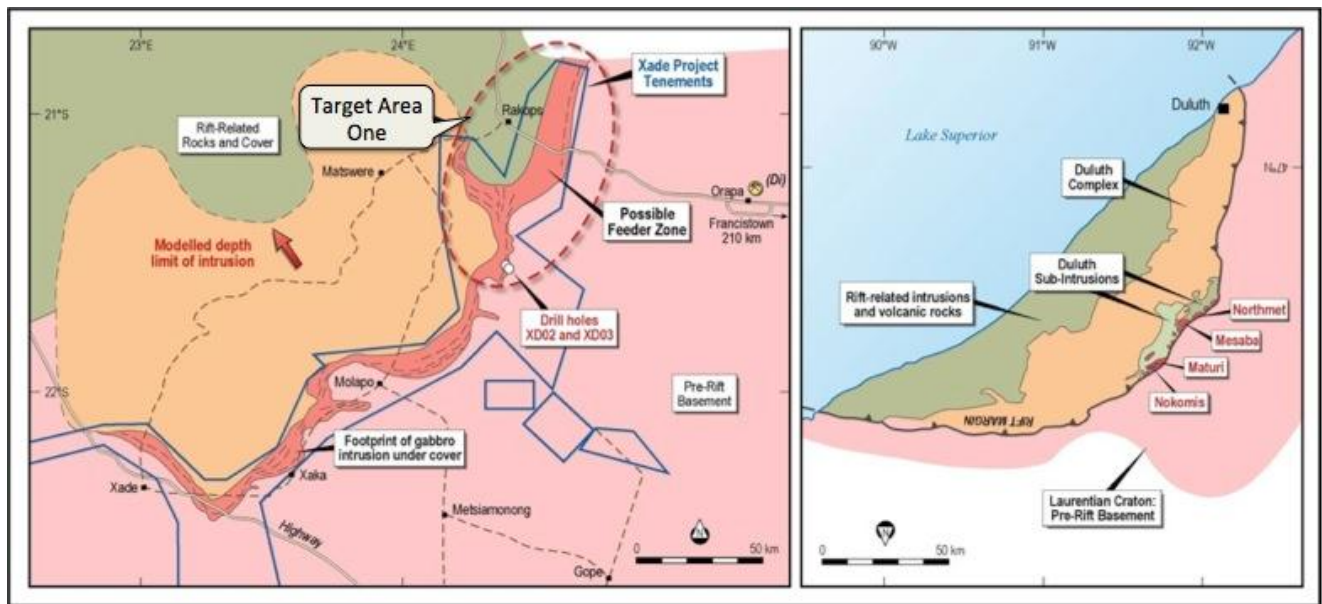 23°E
24°E
Xade Project
Tenements
Target Area
One
Rakops
21°S
Rift-Related
Rocks and Cover
Matswere
Orapa
(Di)
Possible
Feeder Zone
Francistown
210 km
Modelled depth
limit of intrusion
Drill holes
XD02 and XD03
22°S
Molapo
Pre-Rift
Basement
Footprint of gabbro
intrusion under cover
Xade
Xaka
Highway
Metsiamonong
N
0
50 km
Gope
90°W
91°W
92°W
Duluth
Lake Superior
47°N
Duluth
Complex
Duluth
Sub-Intrusions
Rift-related intrusions
and volcanic rocks
Northmet
Mesaba
Maturi
Nokomis
RIFT MARGIN
Laurentian Craton:
Pre-Rift Basement
N
0
50 km